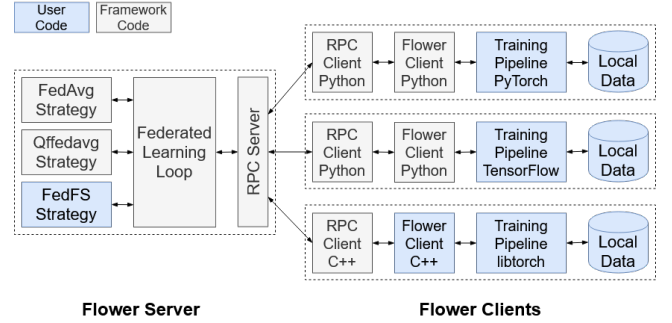 User
Code
Framework
Code
FedAvg
Strategy
Qffedavg
Strategy
FedFS
Strategy
Federated
Learning
Loop
RPC Server
RPC
Client
Python
Flower
Client
Python
Training
Pipeline
PyTorch
Local
Data
RPC
Client
Python
Flower
Client
Python
Training
Pipeline
TensorFlow
Local
Data
RPC
Client
C++
Flower
Client
C++
Training
Pipeline
libtorch
Local
Data
Flower Server
Flower Clients